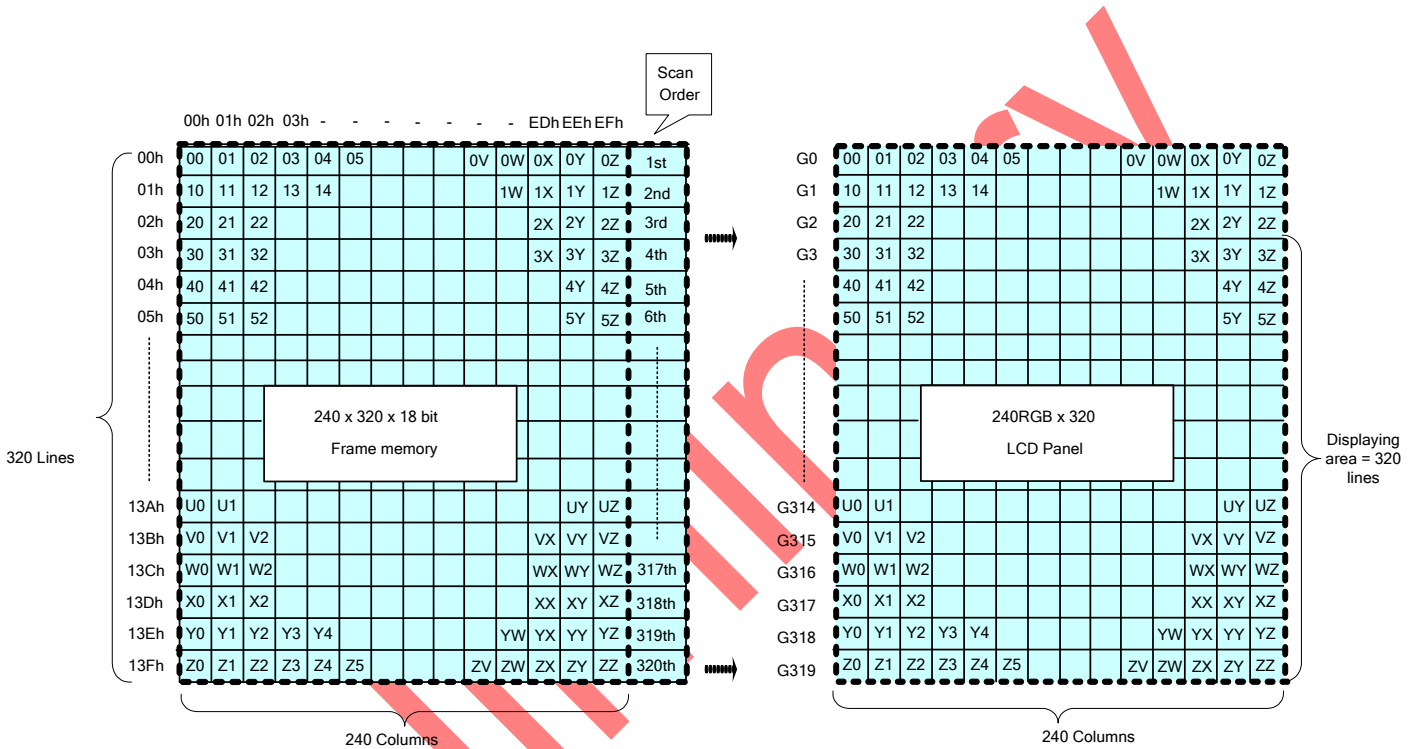 Scan
Order
00h 01h 02h 03h - - - - - - - EDh EEh EFh
00h 00 01 02 03 04 05 0V 0W 0X 0Y 0Z 1st G0 00 01 02 03 04 05 0V 0W 0X 0Y 0Z
01h 10 11 12 13 14 1W 1X 1Y 1Z 2nd G1 10 11 12 13 14 1W 1X 1Y 1Z
02h 20 21 22 2X 2Y 2Z 3rd G2 20 21 22 2X 2Y 2Z
03h 30 31 32 3X 3Y 3Z 4th G3 30 31 32 3X 3Y 3Z
04h 40 41 42 4Y 4Z 5th 40 41 42 4Y 4Z
05h 50 51 52 5Y 5Z 6th 50 51 52 5Y 5Z
240 x 320 x 18 bit
Frame memory
240RGB x 320
LCD Panel
320 Lines
Displaying
area = 320
lines
13Ah U0 U1 UY UZ G314 U0 U1 UY UZ
13Bh V0 V1 V2 VX VY VZ G315 V0 V1 V2 VX VY VZ
13Ch W0 W1 W2 WX WY WZ 317th G316 W0 W1 W2 WX WY WZ
13Dh X0 X1 X2 XX XY XZ 318th G317 X0 X1 X2 XX XY XZ
13Eh Y0 Y1 Y2 Y3 Y4 YW YX YY YZ 319th G318 Y0 Y1 Y2 Y3 Y4 YW YX YY YZ
13Fh Z0 Z1 Z2 Z3 Z4 Z5 ZV ZW ZX ZY ZZ 320th G319 Z0 Z1 Z2 Z3 Z4 Z5 ZV ZW ZX ZY ZZ
240 Columns
240 Columns